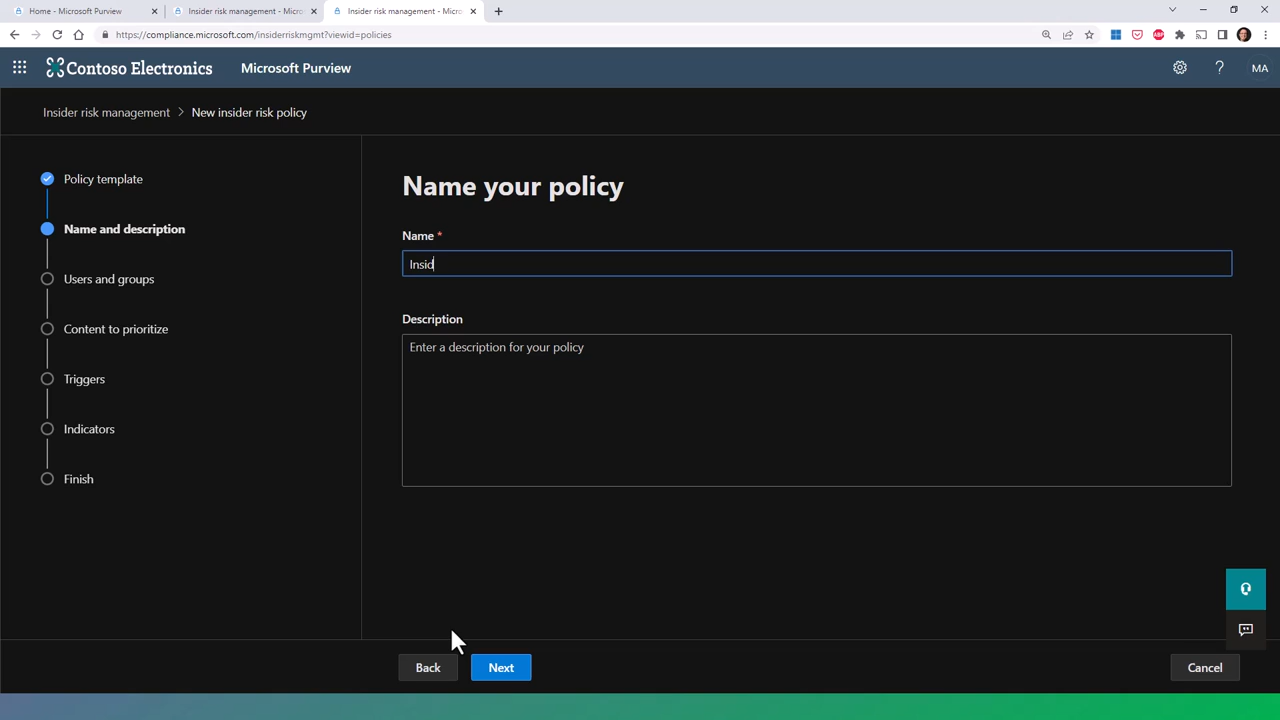 Home - Microsoft Purview
Insider risk management - Micro
Insider risk management - Micro
https://compliance.microsoft.com/insiderriskmgmt?viewid=policies
ABP
Contoso Electronics
Microsoft Purview
?
MA
Insider risk management > New insider risk policy
Policy template
Name and description
Users and groups
Content to prioritize
Triggers
Indicators
Finish
Name your policy
Name *
Insid
Description
Enter a description for your policy
Back
Next
Cancel